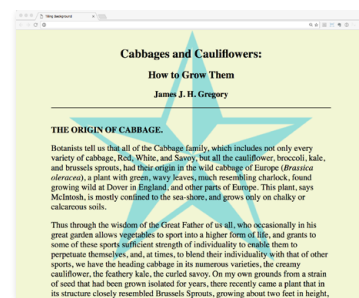 Cabbages and Cauliflowers:
How to Grow Them
James J. H. Gregory
THE ORIGIN OF CABBAGE.
Botanists tell us that all of the Cabbage family, which includes not only every
variety of cabbage, Red, White, and Savoy, but all the cauliflower, broccoli, kale,
and brussels sprouts, had their origin in the wild cabbage of Europe (Brassica
oleracea), a plant with green, wavy leaves, much resembling charlock, found
growing wild at Dover in England, and other parts of Europe. This plant, says
McIntosh, is mostly confined to the sea-shore, and grows only on chalky or
calcareous soils.
Thus through the wisdom of the Great Father of us all, who occasionally in his
great garden allows vegetables to sport into a higher form of life, and grants to
some of these sports sufficient strength of individuality to enable them to
perpetuate themselves, and, at times, to blend their individuality with that of other
sports, we have the heading cabbage in its numerous varieties, the creamy
cauliflower, the feathery kale, the curled savoy. On my own grounds from a strain
of seed that had been grown isolated for years, there recently came a plant that in
its structure closely resembled Brussels Sprouts, growing about two feet in height,